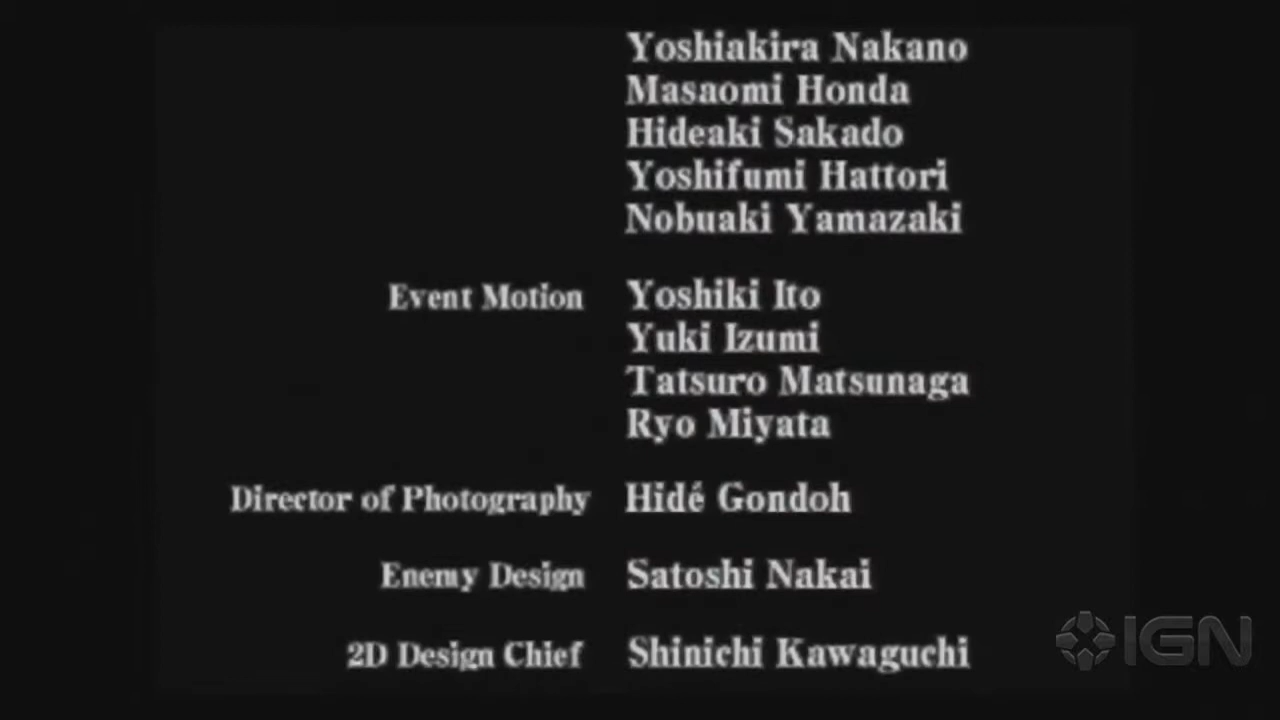 Yoshiakira Nakano
Masaomi Honda
Hideaki Sakado
Yoshifumi Hattori
Nobuaki Yamazaki
Event Motion Yoshiki Ito
Yuki Izumi
Tatsuro Matsunaga
Ryo Miyata
Director of Photography Hidé Gondoh
Enemy Design Satoshi Nakai
2D Design Chief Shinichi Kawaguchi
IGN